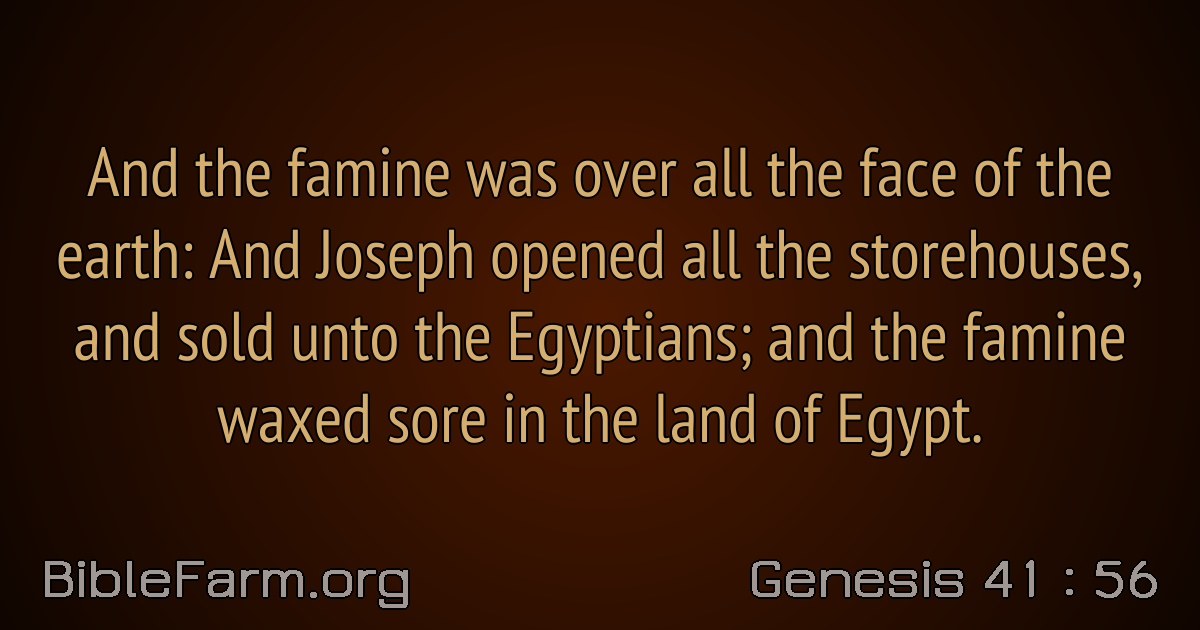 And the famine was over all the face of the
earth: And Joseph opened all the storehouses,
and sold unto the Egyptians; and the famine
waxed sore in the land of Egypt.
BibleFarm.org
Genesis 41 : 56